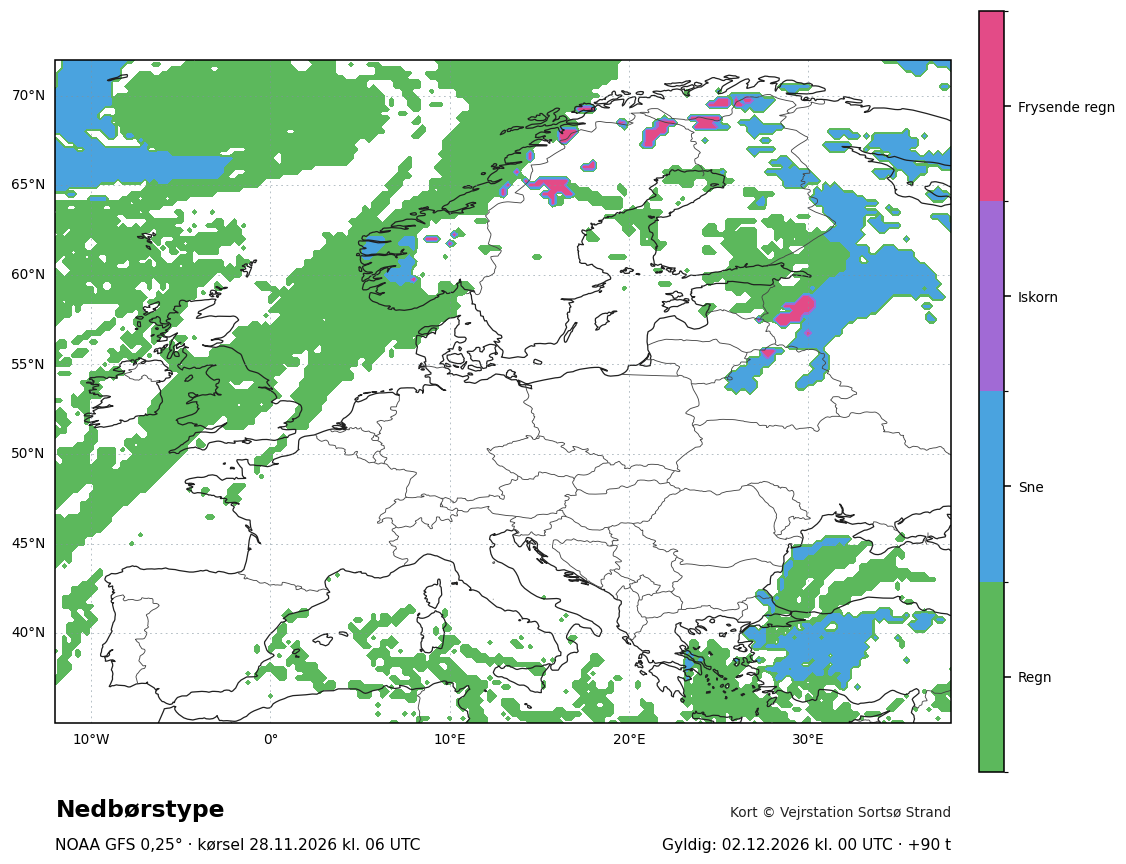 70°N
65°N
60°N
55°N
50°N
45°N
40°N
10°W
0°
10°E
20°E
30°E
Frysende regn
Iskorn
Sne
Regn
Nedbørstype
Kort © Vejrstation Sortsø Strand
NOAA GFS 0,25° · kørsel 28.11.2026 kl. 06 UTC
Gyldig: 02.12.2026 kl. 00 UTC · +90 t